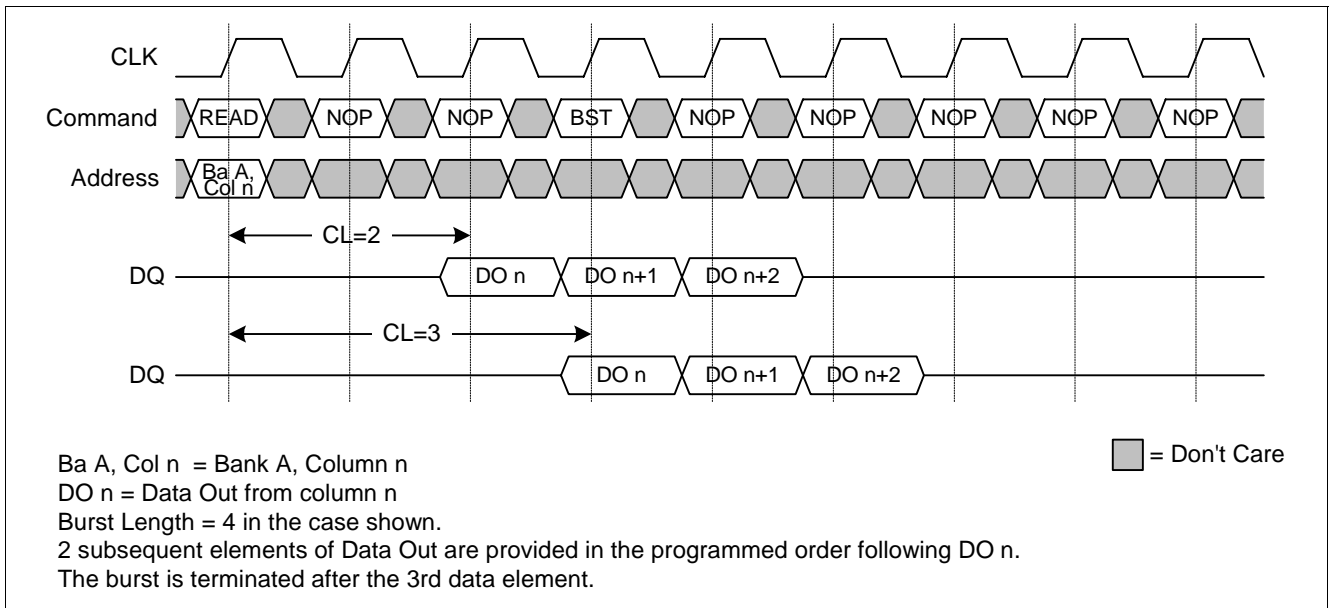 CLK
Command READ NOP NOP BST NOP NOP NOP NOP NOP
Address Ba A,
Col n
CL=2
DQ DO n DO n+1 DO n+2
CL=3
DQ DO n DO n+1 DO n+2
Ba A, Col n = Bank A, Column n
= Don't Care
DO n = Data Out from column n
Burst Length = 4 in the case shown.
2 subsequent elements of Data Out are provided in the programmed order following DO n.
The burst is terminated after the 3rd data element.